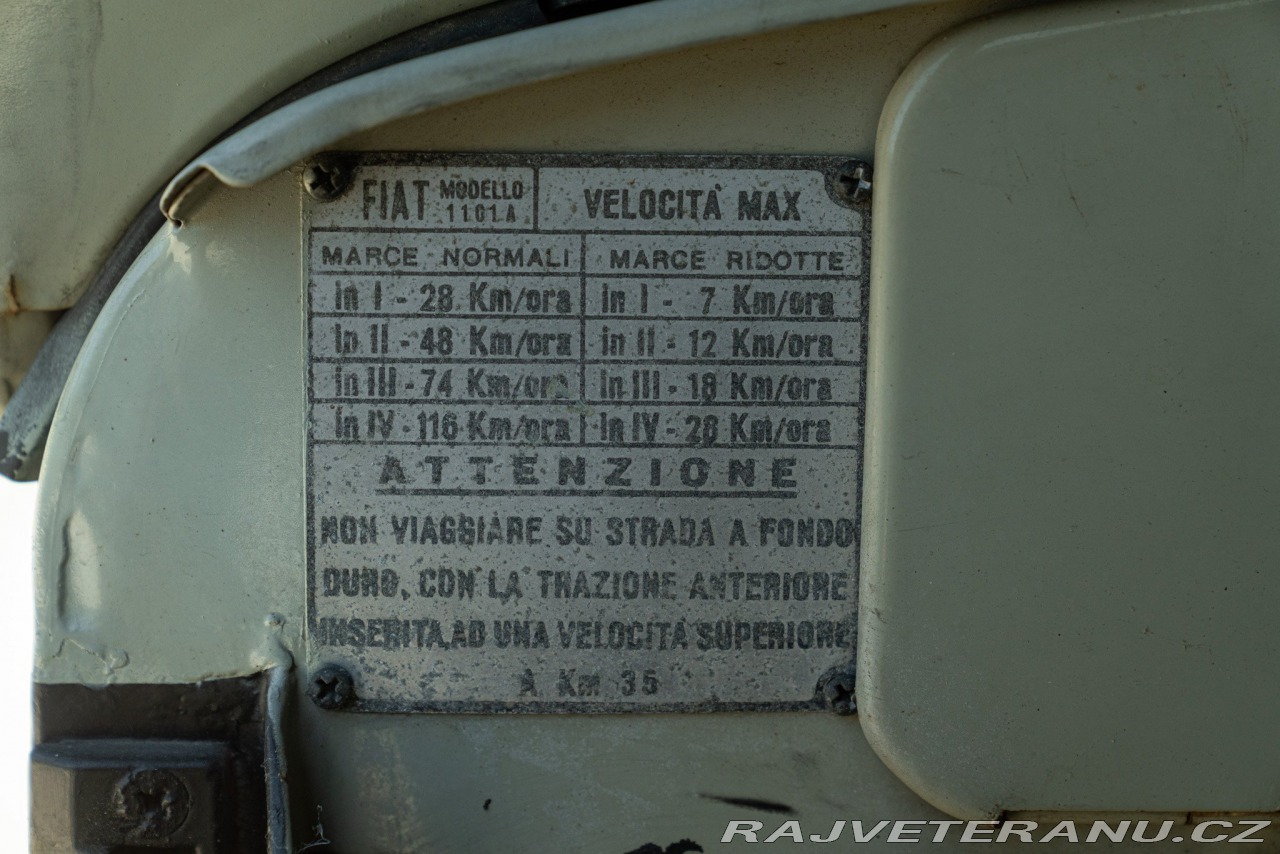 FIAT MODELLO 1101.A VELOCITÀ MAX
MARCE NORMALI MARCE RIDOTTE
in I - 28 Km/ora in I - 7 Km/ora
in II - 48 Km/ora in II - 12 Km/ora
in III - 74 Km/ora in III - 18 Km/ora
in IV - 116 Km/ora in IV - 28 Km/ora
ATTENZIONE
NON VIAGGIARE SU STRADA A FONDO
DURO, CON LA TRAZIONE ANTERIORE
INSERITA, AD UNA VELOCITÀ SUPERIORE
A Km 35
RAJVETERANU.CZ